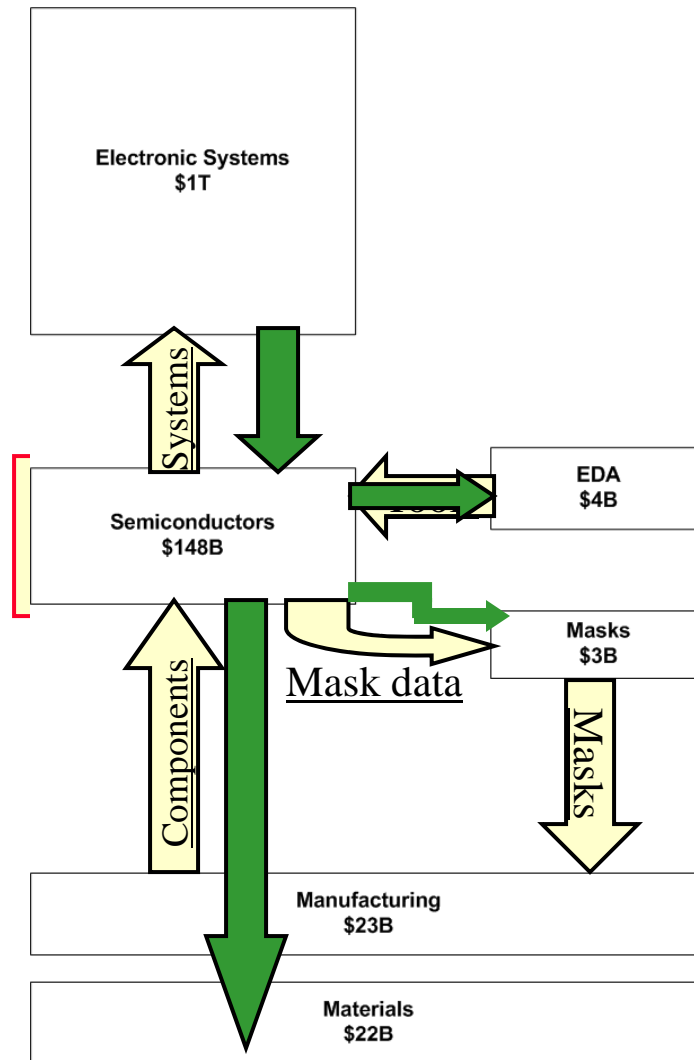 Electronic Systems
$1T
Systems
EDA
$4B
Semiconductors
$148B
Masks
$3B
Mask data
Components
Masks
Manufacturing
$23B
Materials
$22B